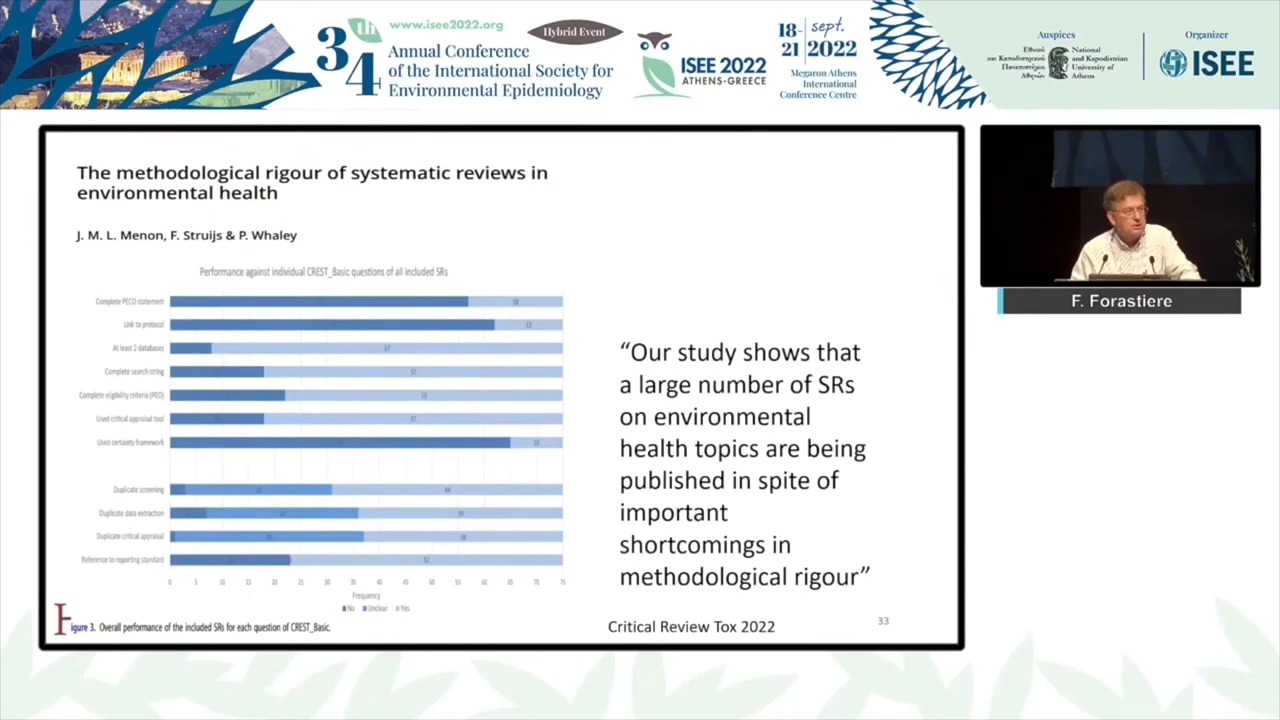 34
th
www.isee2022.org
Hybrid Event
Annual Conference
of the International Society for
Environmental Epidemiology
ISEE 2022
ATHENS-GREECE
18-
21
sept.
2022
Megaron Athens
International
Conference Centre
Auspices
National
and Kapodistrian
University of
Athens
Εθνικό
και Καποδιστριακό
Πανεπιστήμιο
Αθηνών
Organizer
ISEE
The methodological rigour of systematic reviews in
environmental health
J. M. L. Menon, F. Struijs & P. Whaley
Performance against individual CREST_Basic questions of all included SRs
Complete PECO statement
Link to protocol
At least 2 databases
Complete search string
Complete eligibility criteria (PEO)
Used critical appraisal tool
Used certainty framework
Duplicate screening
Duplicate data extraction
Duplicate critical appraisal
Reference to reporting standard
0 5 10 15 20 25 30 35 40 45 50 55 60 65 70 75
Frequency
No Unclear Yes
Figure 3. Overall performance of the included SRs for each question of CREST_Basic.
“Our study shows that
a large number of SRs
on environmental
health topics are being
published in spite of
important
shortcomings in
methodological rigour”
Critical Review Tox 2022
33
F. Forastiere